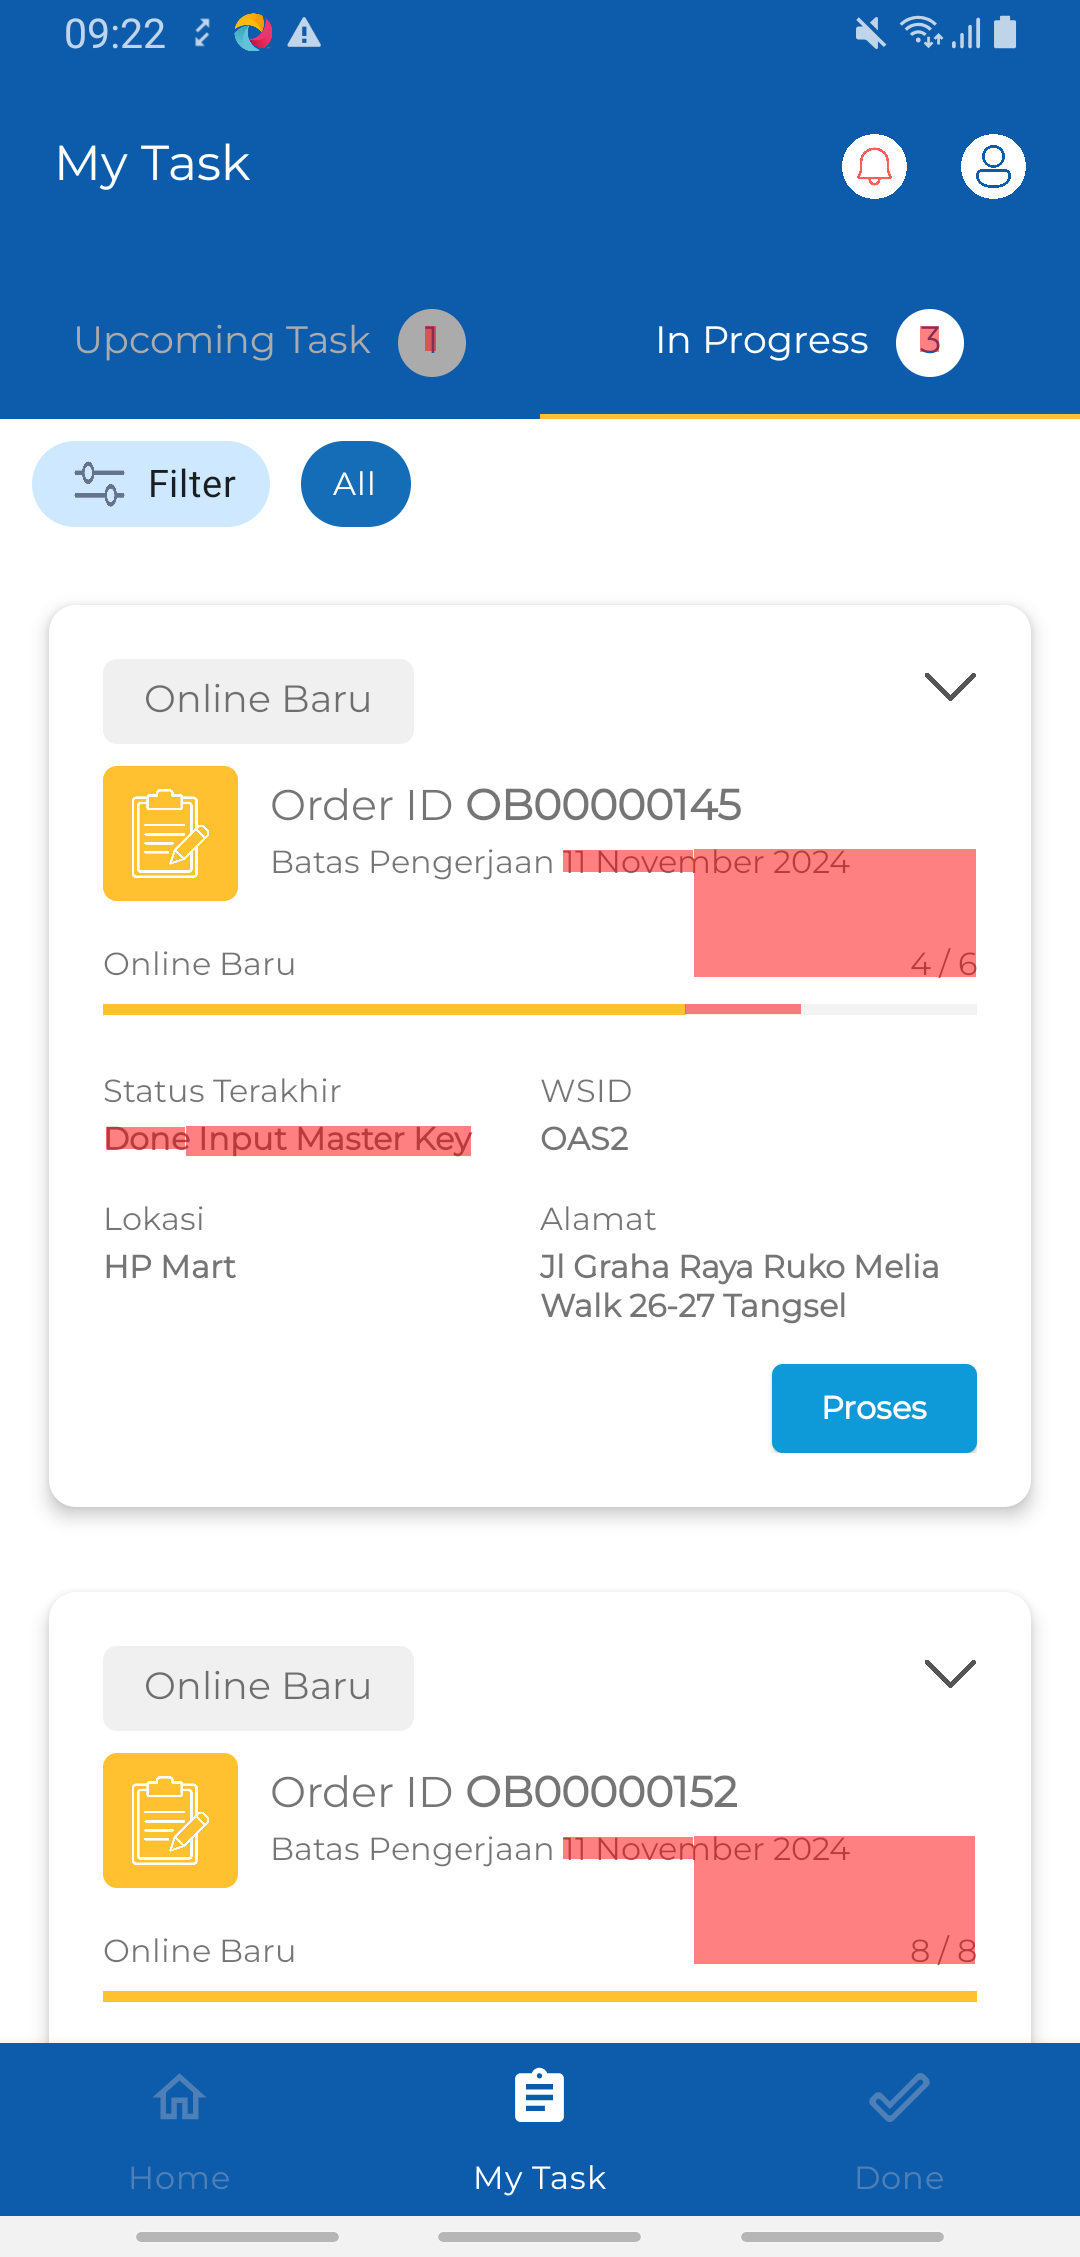 09:22
My Task
Upcoming Task 1
In Progress 3
Filter
All
Online Baru
Order ID OB00000145
Batas Pengerjaan 11 November 2024
Online Baru 4 / 6
Status Terakhir
Done Input Master Key
WSID
OAS2
Lokasi
HP Mart
Alamat
Jl Graha Raya Ruko Melia
Walk 26-27 Tangsel
Proses
Online Baru
Order ID OB00000152
Batas Pengerjaan 11 November 2024
Online Baru 8 / 8
Home
My Task
Done